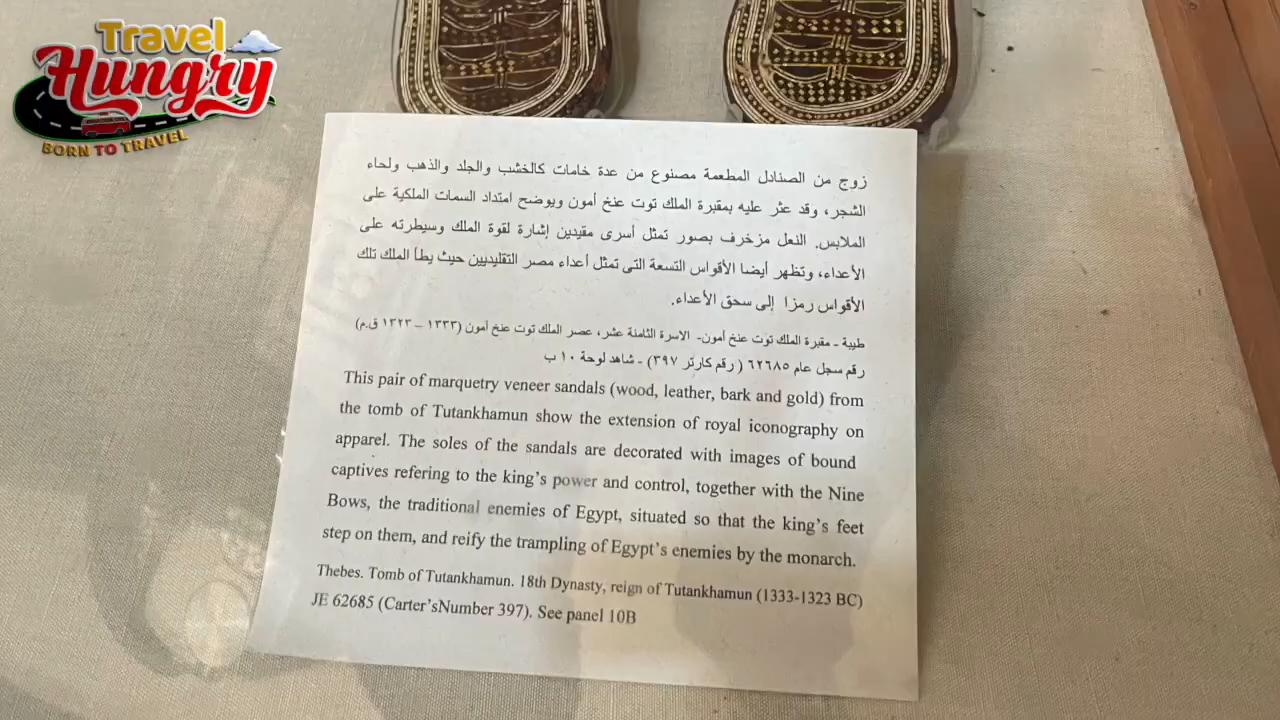 Travel
Hungry
BORN TO TRAVEL
زوج من الصنادل المطعمة مصنوع من عدة خامات كالخشب والجلد والذهب ولحاء
الشجر، وقد عثر عليه بمقبرة الملك توت عنخ أمون ويوضح امتداد السمات الملكية على
الملابس. النعل مزخرف بصور تمثل أسرى مقيدين إشارة لقوة الملك وسيطرته على
الأعداء، وتظهر أيضا الأقواس التسعة التى تمثل أعداء مصر التقليديين حيث يطأ الملك تلك
الأقواس رمزا إلى سحق الأعداء.
طيبة - مقبرة الملك توت عنخ أمون- الاسرة الثامنة عشر، عصر الملك توت عنخ أمون (١٣٣٣ – ١٣٢٣ ق.م)
رقم سجل عام ٦٢٦٨٥ ( رقم كارتر ٣٩٧) - شاهد لوحة ١٠ ب
This pair of marquetry veneer sandals (wood, leather, bark and gold) from
the tomb of Tutankhamun show the extension of royal iconography on
apparel. The soles of the sandals are decorated with images of bound
captives refering to the king's power and control, together with the Nine
Bows, the traditional enemies of Egypt, situated so that the king's feet
step on them, and reify the trampling of Egypt's enemies by the monarch.
Thebes. Tomb of Tutankhamun. 18th Dynasty, reign of Tutankhamun (1333-1323 BC)
JE 62685 (Carter'sNumber 397). See panel 10B